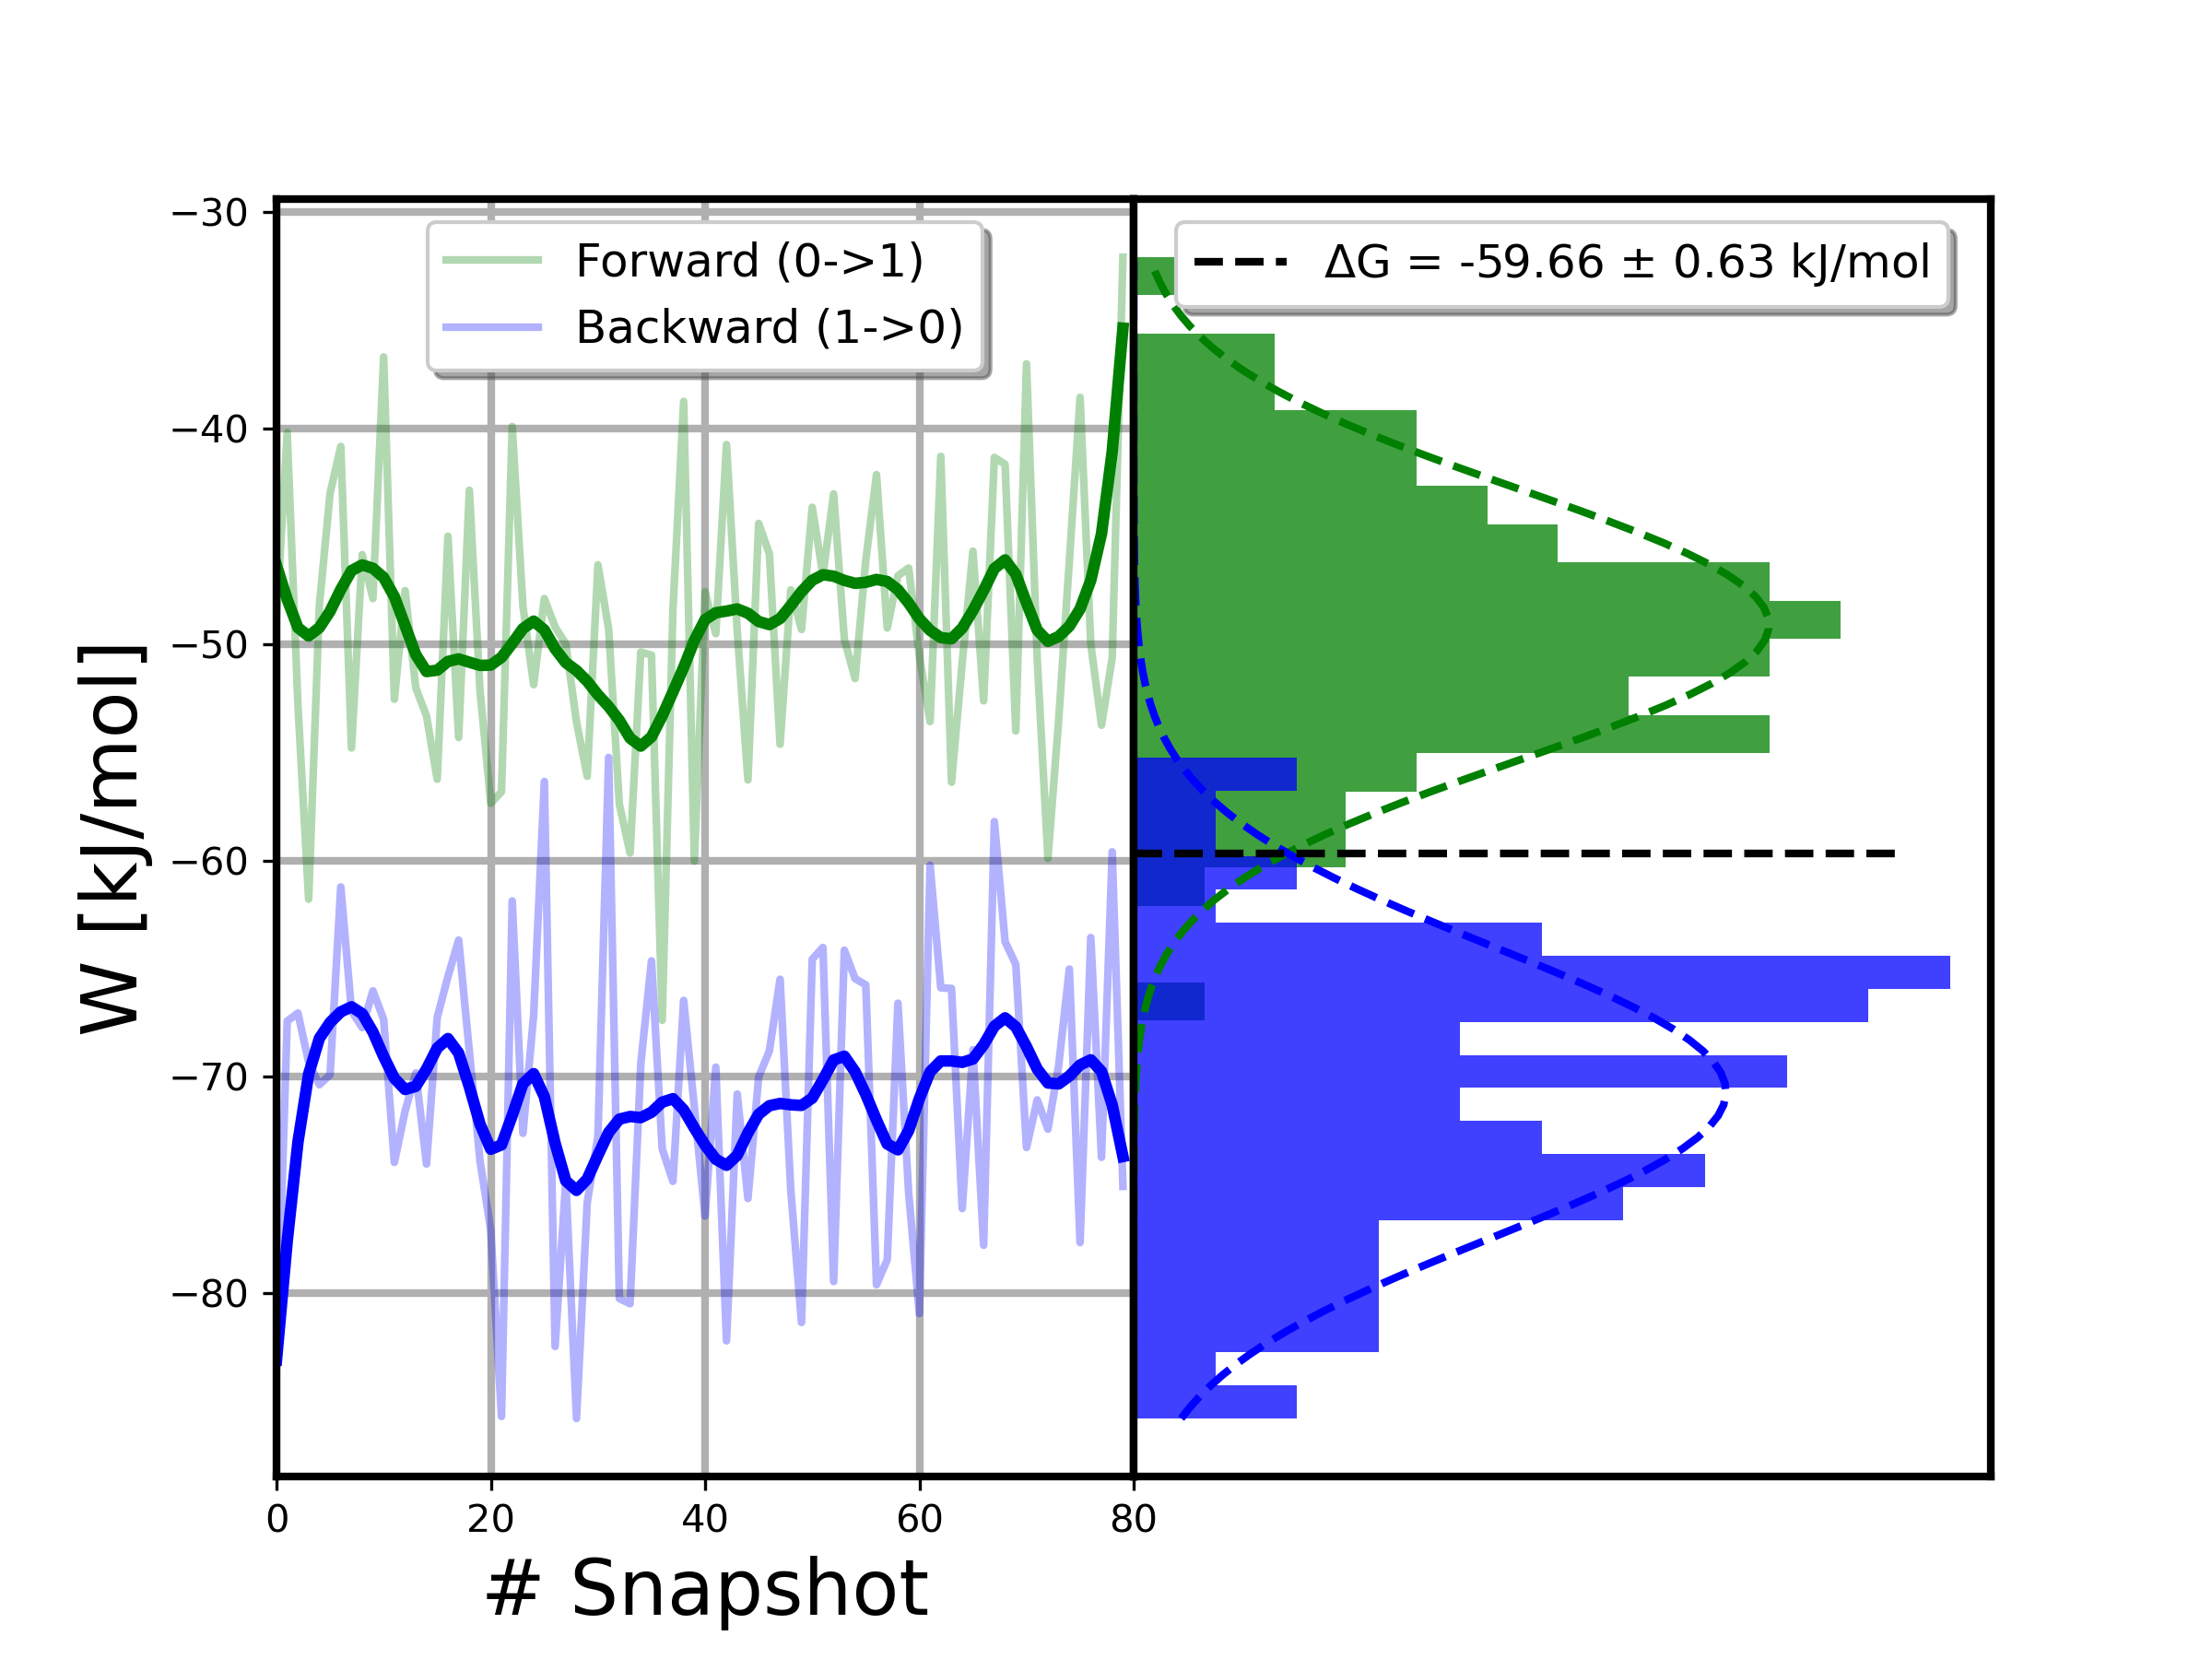 Forward (0->1)
Backward (1->0)
ΔG = -59.66 ± 0.63 kJ/mol
W [kJ/mol]
−30
−40
−50
−60
−70
−80
0 20 40 60 80
# Snapshot